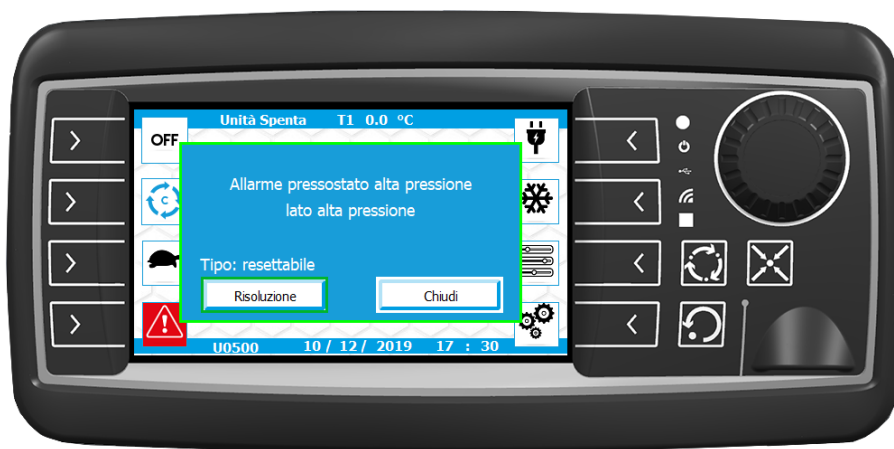 Unità Spenta T1 0.0 °C
OFF
C
Allarme pressostato alta pressione
lato alta pressione
Tipo: resettabile
Risoluzione Chiudi
U0500 10 / 12 / 2019 17 : 30